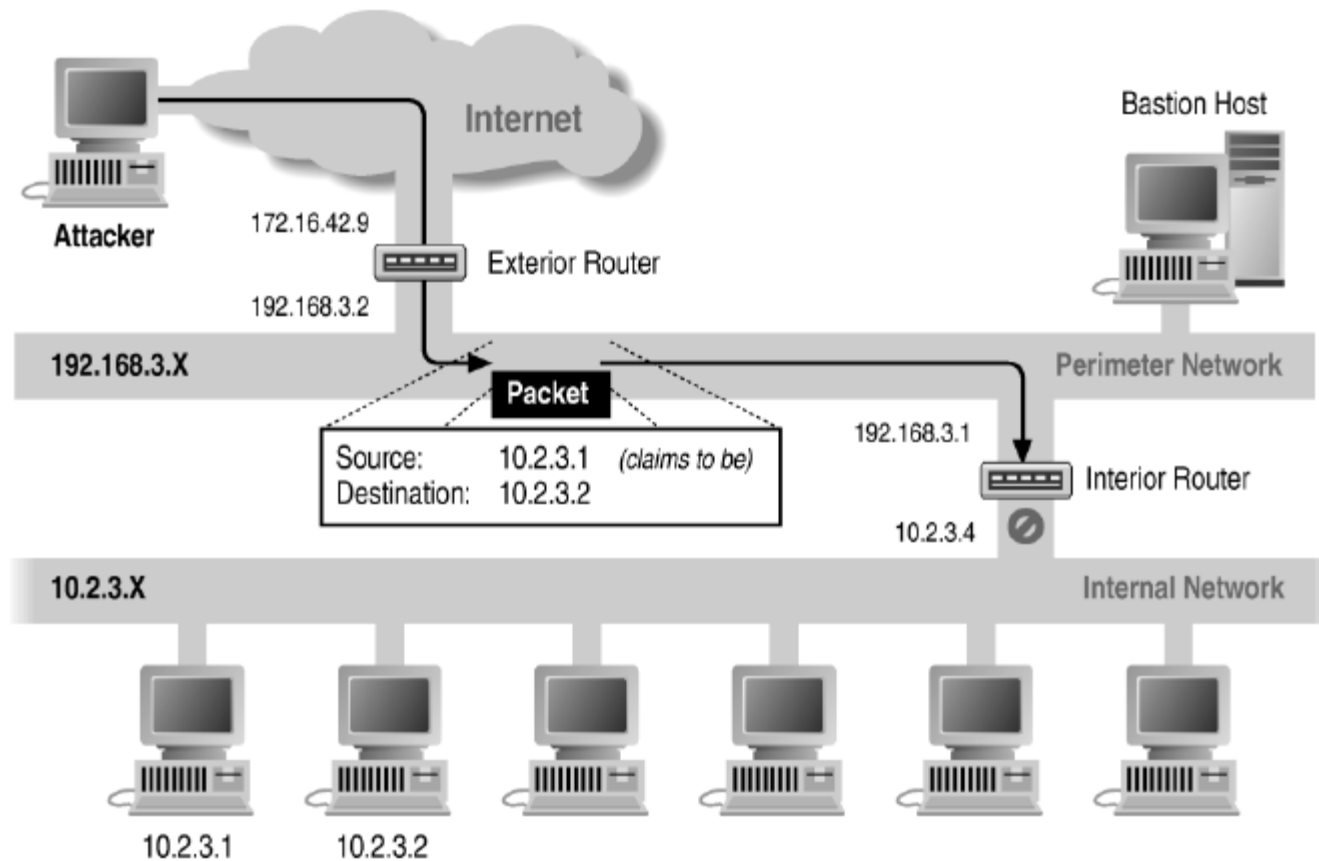 Internet
Bastion Host
Attacker
172.16.42.9
Exterior Router
192.168.3.2
192.168.3.X
Perimeter Network
Packet
Source: 10.2.3.1 (claims to be)
Destination: 10.2.3.2
192.168.3.1
Interior Router
10.2.3.4
10.2.3.X
Internal Network
10.2.3.1
10.2.3.2